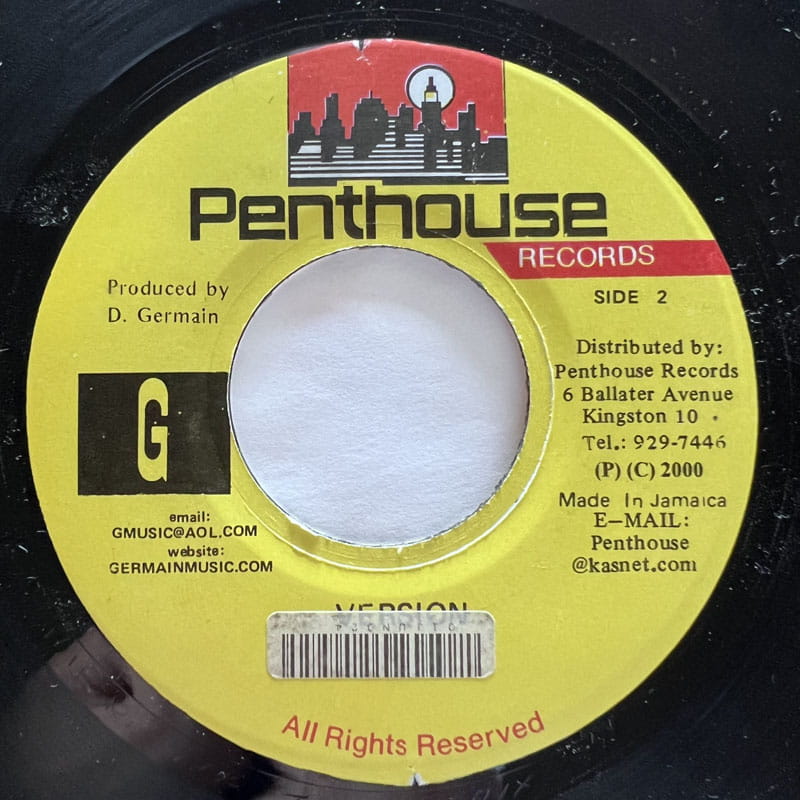 Penthouse
RECORDS
Produced by
D. Germain
SIDE 2
G
Distributed by:
Penthouse Records
6 Ballater Avenue
Kingston 10
Tel.: 929-7446
(P) (C) 2000
Made In Jamaica
E-MAIL:
Penthouse
@kasnet.com
email:
GMUSIC@AOL.COM
website:
GERMAINMUSIC.COM
VERSION
All Rights Reserved